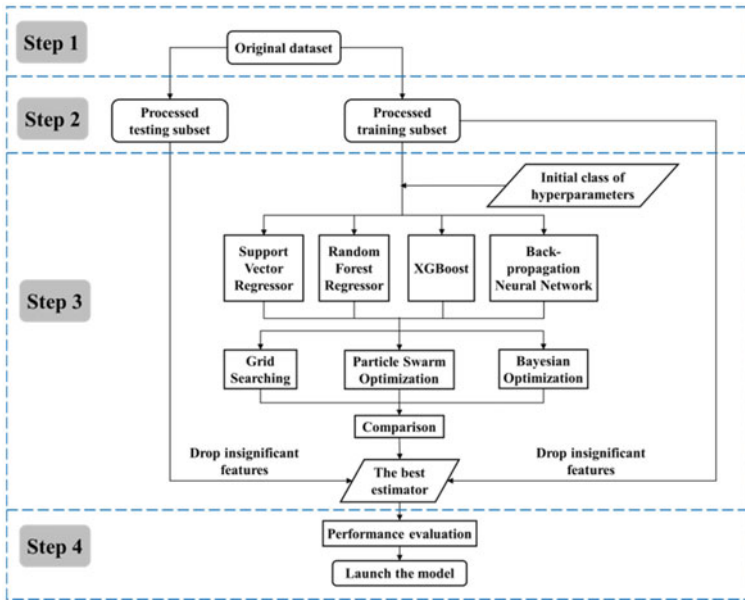 Step 1
Original dataset
Step 2
Processed
testing subset
Processed
training subset
Step 3
Initial class of
hyperparameters
Support
Vector
Regressor
Random
Forest
Regressor
XGBoost
Back-
propagation
Neural Network
Grid
Searching
Particle Swarm
Optimization
Bayesian
Optimization
Comparison
Drop insignificant
features
The best
estimator
Drop insignificant
features
Step 4
Performance evaluation
Launch the model